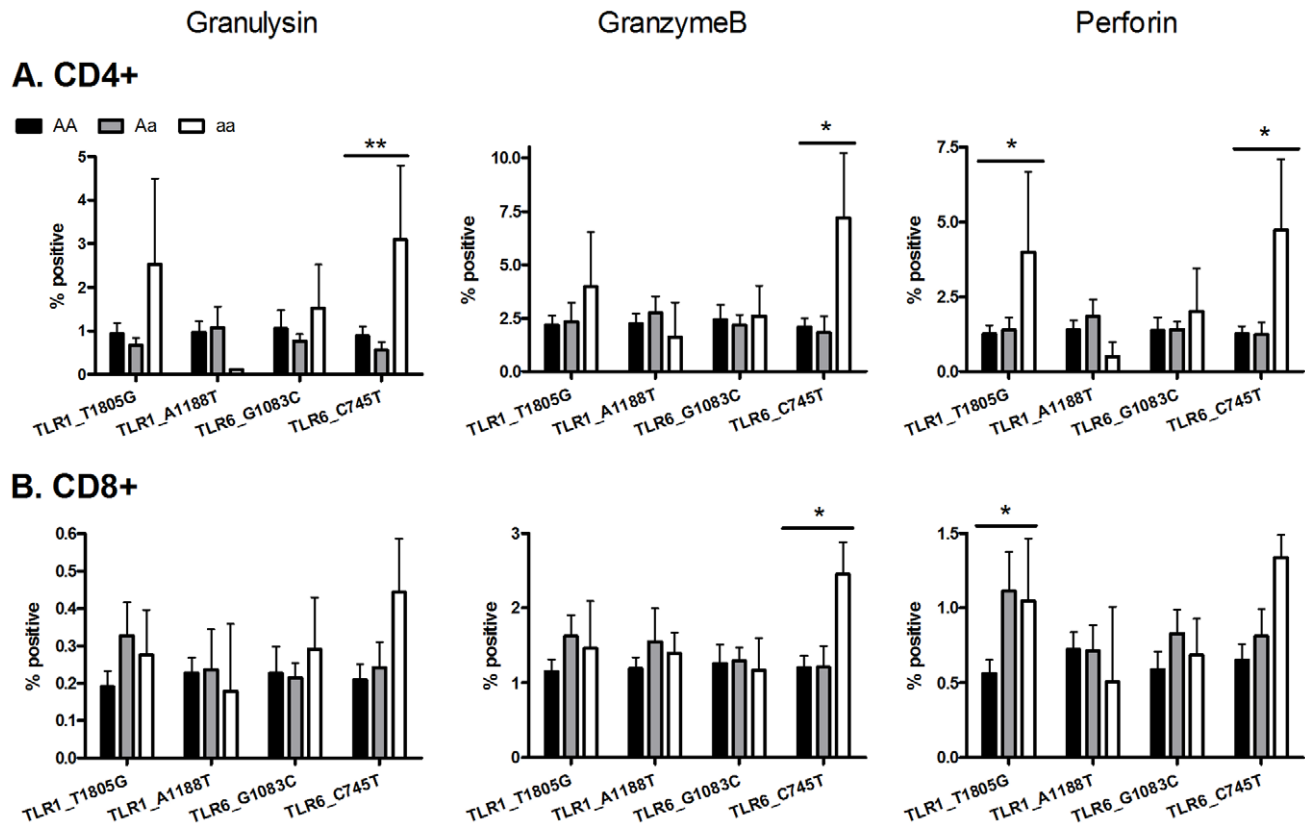 Granulysin GranzymeB Perforin
A. CD4+
AA Aa aa
**
% positive
5
4
3
2
1
0
TLR1_T1805G TLR1_A1188T TLR6_G1083C TLR6_C745T
*
% positive
10.0
7.5
5.0
2.5
0.0
TLR1_T1805G TLR1_A1188T TLR6_G1083C TLR6_C745T
* *
% positive
7.5
5.0
2.5
0.0
TLR1_T1805G TLR1_A1188T TLR6_G1083C TLR6_C745T
B. CD8+
% positive
0.6
0.5
0.4
0.3
0.2
0.1
0.0
TLR1_T1805G TLR1_A1188T TLR6_G1083C TLR6_C745T
*
% positive
3
2
1
0
TLR1_T1805G TLR1_A1188T TLR6_G1083C TLR6_C745T
*
% positive
1.5
1.0
0.5
0.0
TLR1_T1805G TLR1_A1188T TLR6_G1083C TLR6_C745T